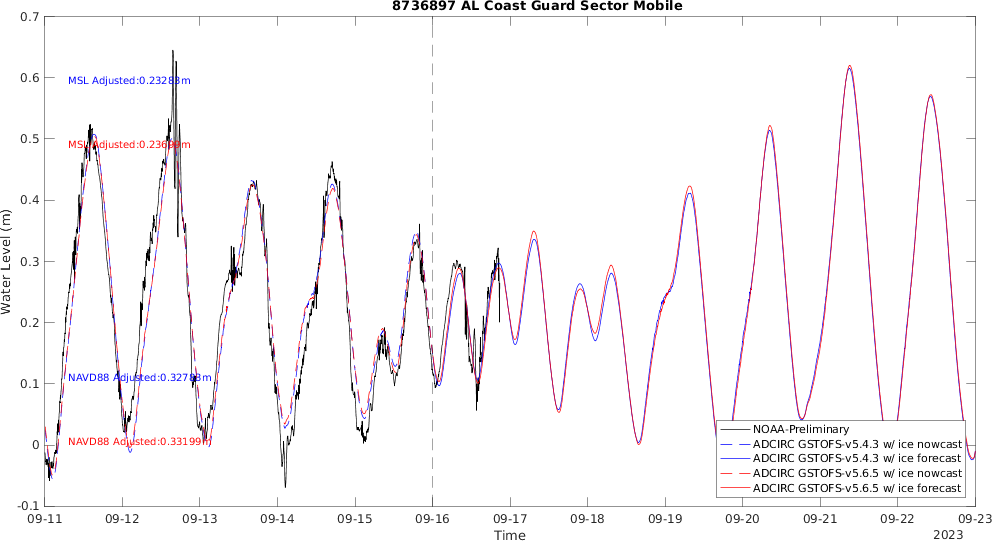 8736897 AL Coast Guard Sector Mobile
0.7
0.6
0.5
0.4
0.3
0.2
0.1
0
-0.1
Water Level (m)
MSL Adjusted:0.23283m
MSL
NAVD88
NAVD88 Adjusted:0.33199m
NOAA-Preliminary
ADCIRC GSTOFS-v5.4.3 w/ ice nowcast
ADCIRC GSTOFS-v5.4.3 w/ ice forecast
ADCIRC GSTOFS-v5.6.5 w/ ice nowcast
ADCIRC GSTOFS-v5.6.5 w/ ice forecast
09-11 09-12 09-13 09-14 09-15 09-16 09-17 09-18 09-19 09-20 09-21 09-22 09-23
Time
2023